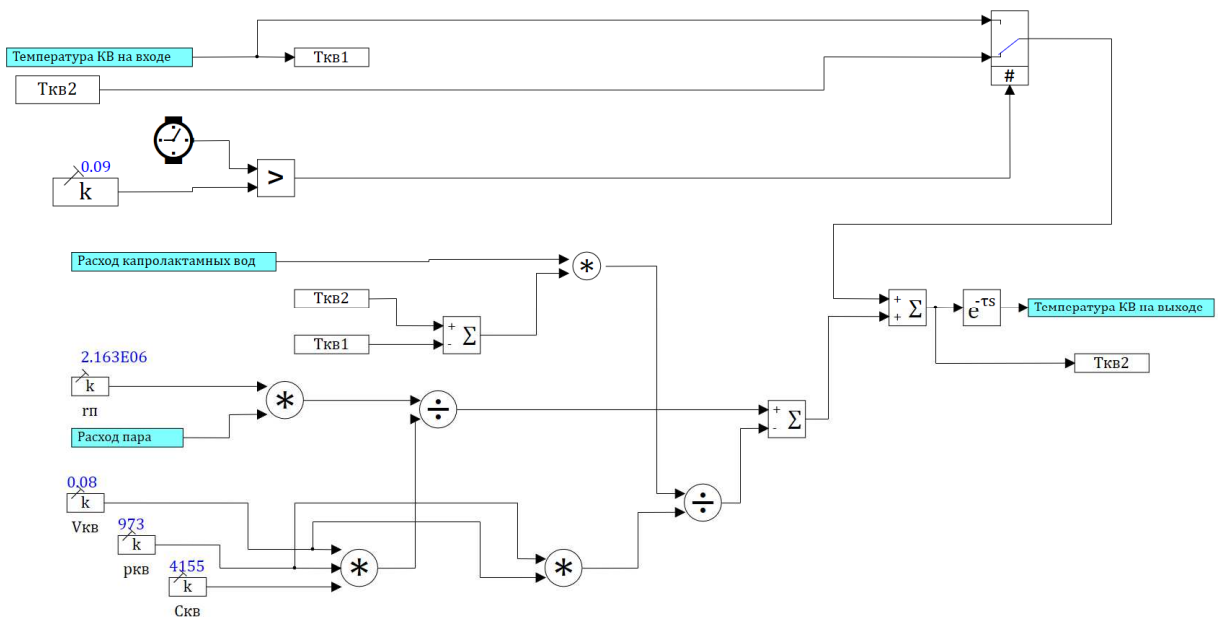 Температура КВ на входе
Ткв1
Ткв2
#
0.09
k
>
Расход капролактамных вод
*
Ткв2
Ткв1
+
-
Σ
+
+
Σ
e-τs
Температура КВ на выходе
Ткв2
2.163E06
k
rп
*
÷
+
-
Σ
Расход пара
0.08
k
Vкв
÷
973
k
ркв
*
*
4155
k
Скв